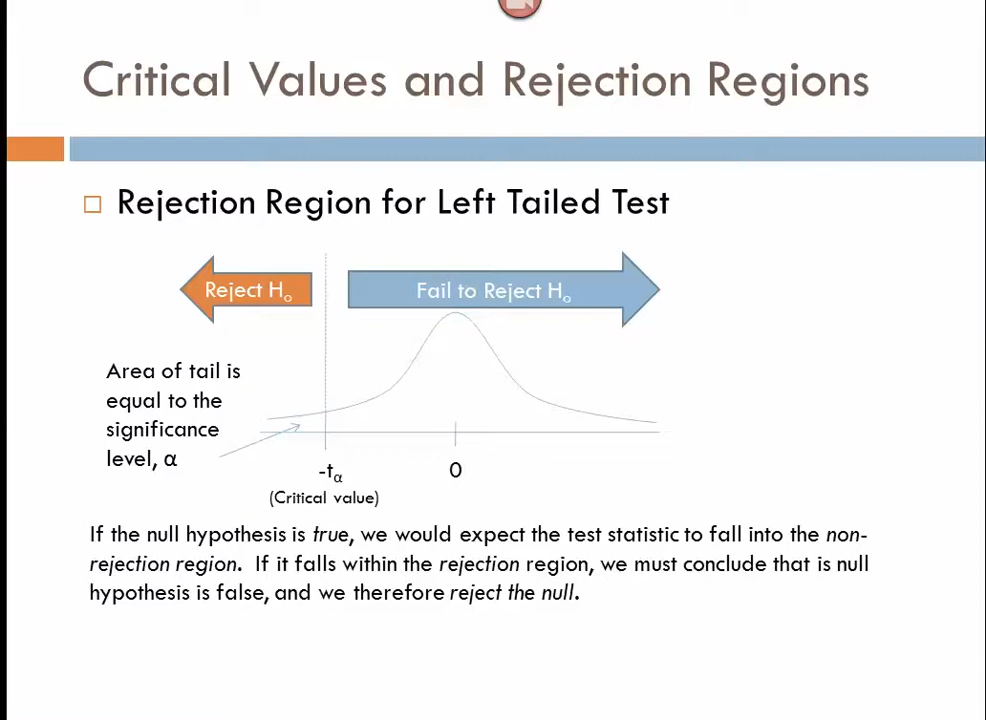 Critical Values and Rejection Regions
Rejection Region for Left Tailed Test
Reject Ho
Fail to Reject Ho
Area of tail is
equal to the
significance
level, α
-tα
0
(Critical value)
If the null hypothesis is true, we would expect the test statistic to fall into the non-
rejection region. If it falls within the rejection region, we must conclude that is null
hypothesis is false, and we therefore reject the null.